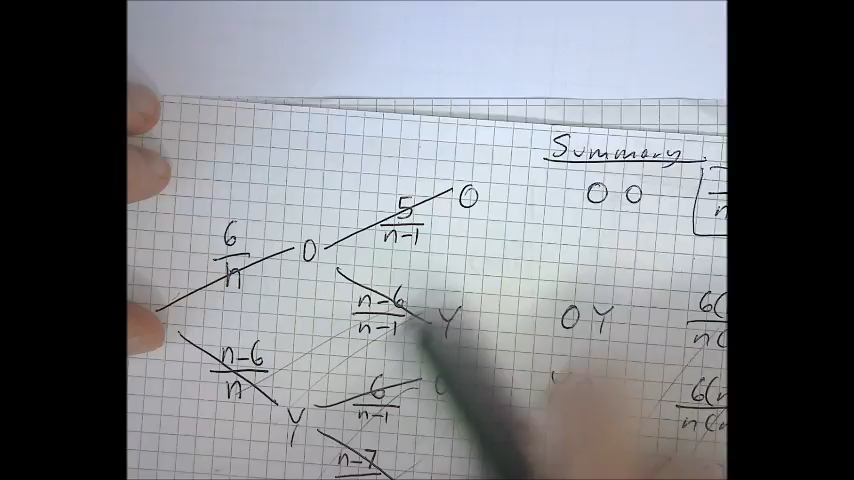 Summary
5
O
O O
6
n-1
O
n
n-6
6(
n-1
Y
O Y
n(
n-6
n
6
6(n
n-1
n(n
Y
n-7